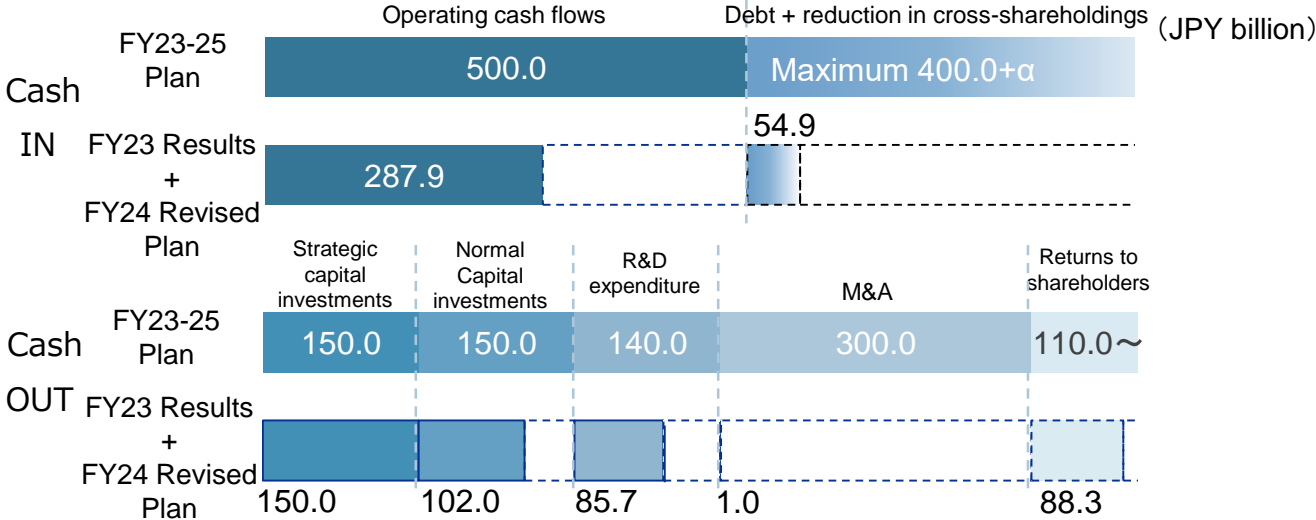 Operating cash flows
Debt + reduction in cross-shareholdings
（JPY billion）
Cash
IN
FY23-25
Plan
500.0
Maximum 400.0+α
FY23 Results
+
FY24 Revised
Plan
287.9
54.9
Strategic
capital
investments
Normal
Capital
investments
R&D
expenditure
M&A
Returns to
shareholders
Cash
OUT
FY23-25
Plan
150.0
150.0
140.0
300.0
110.0～
FY23 Results
+
FY24 Revised
Plan
150.0
102.0
85.7
1.0
88.3